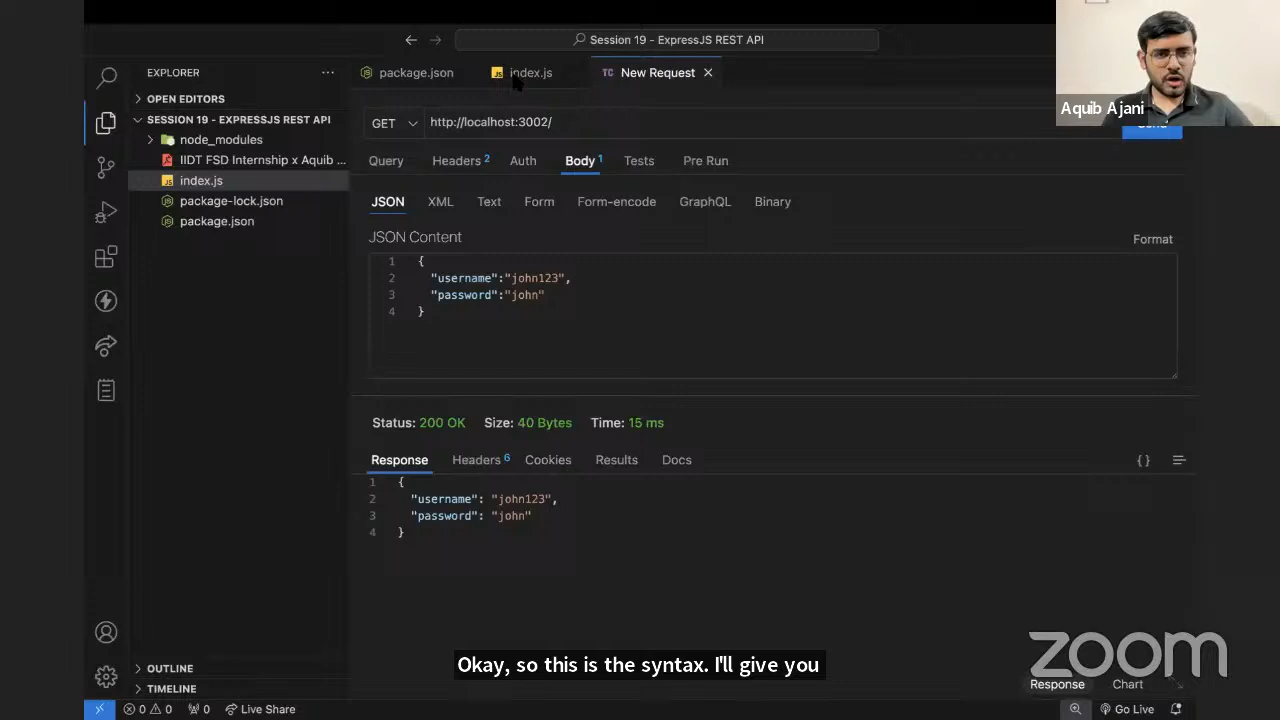 Session 19 - ExpressJS REST API
Aquib Ajani
EXPLORER
OPEN EDITORS
SESSION 19 - EXPRESSJS REST API
node_modules
IIDT FSD Internship x Aquib ...
index.js
package-lock.json
package.json
package.json
index.js
TC New Request
GET http://localhost:3002/
Send
Query Headers 2 Auth Body 1 Tests Pre Run
JSON XML Text Form Form-encode GraphQL Binary
JSON Content
Format
1 {
2 "username":"john123",
3 "password":"john"
4 }
Status: 200 OK Size: 40 Bytes Time: 15 ms
Response Headers 6 Cookies Results Docs
{ }
1 {
2 "username": "john123",
3 "password": "john"
4 }
Okay, so this is the syntax. I'll give you
zoom
Response Chart
OUTLINE
TIMELINE
0 0 0 Live Share
Go Live